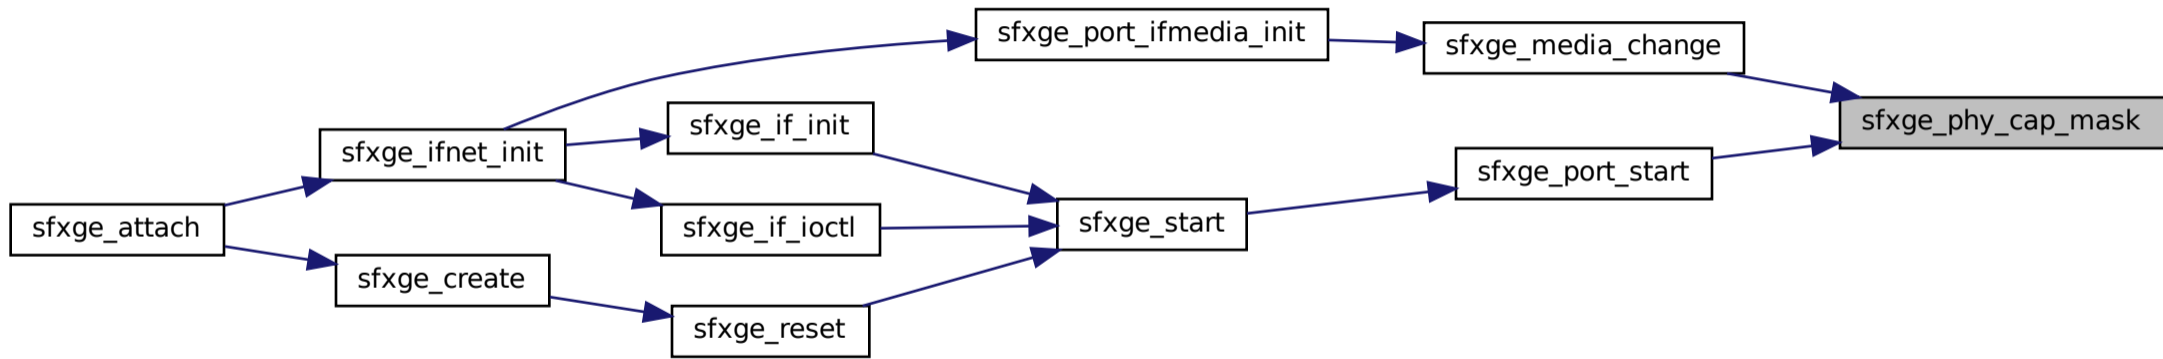 sfxge_port_ifmedia_init
sfxge_media_change
sfxge_phy_cap_mask
sfxge_if_init
sfxge_ifnet_init
sfxge_port_start
sfxge_attach
sfxge_if_ioctl
sfxge_start
sfxge_create
sfxge_reset